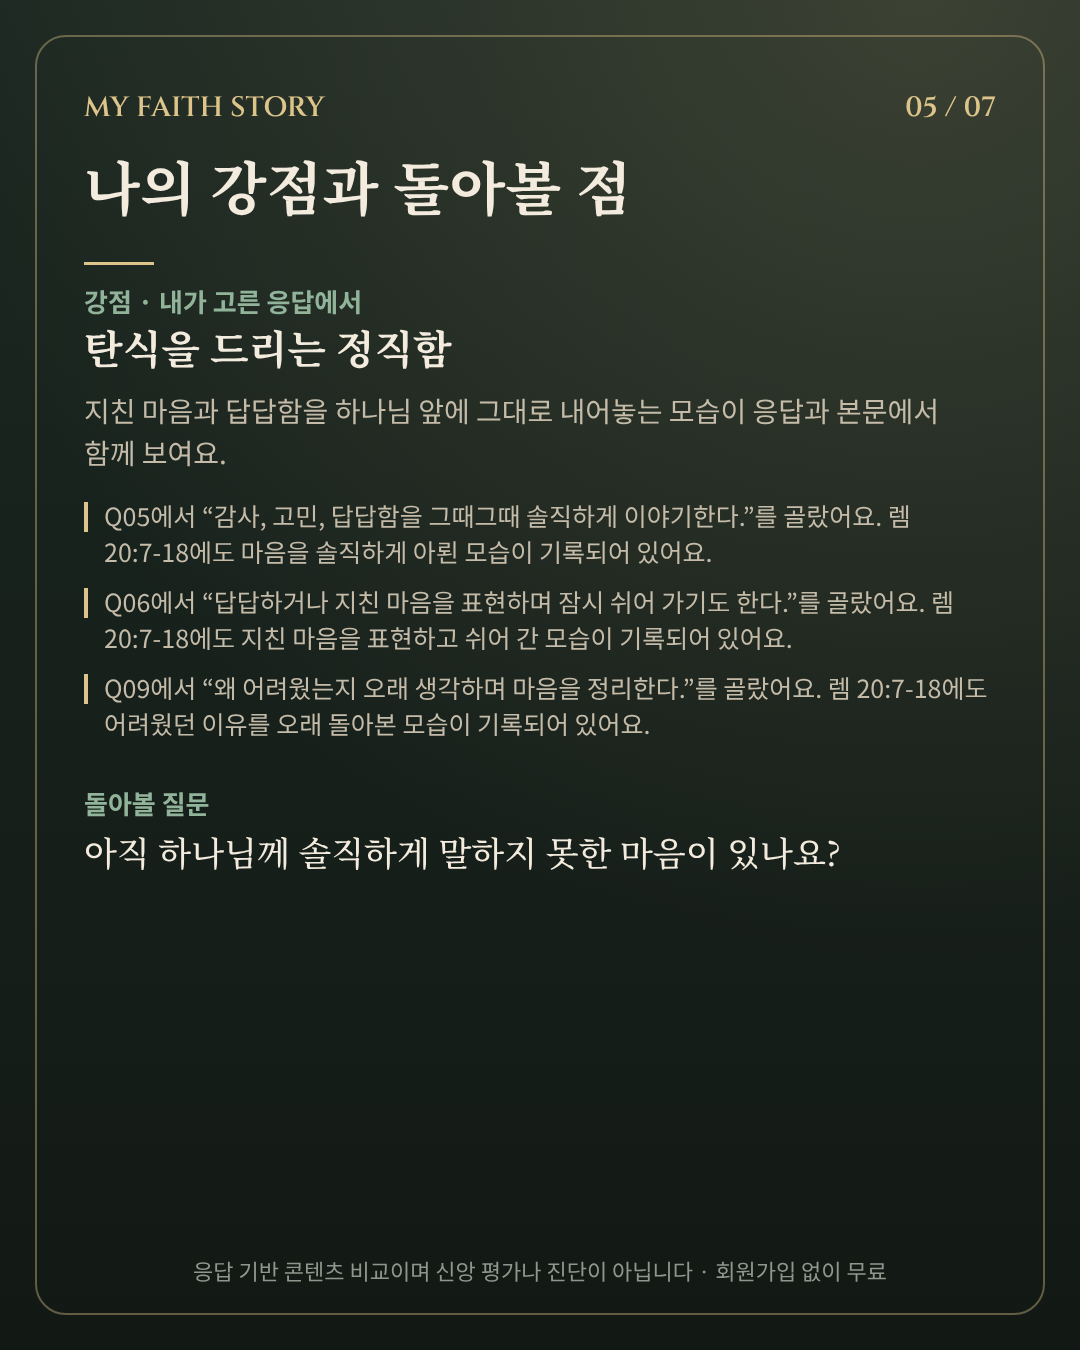 MY FAITH STORY
05 / 07
나의 강점과 돌아볼 점
강점 · 내가 고른 응답에서
탄식을 드리는 정직함
지친 마음과 답답함을 하나님 앞에 그대로 내어놓는 모습이 응답과 본문에서
함께 보여요.
Q05에서 “감사, 고민, 답답함을 그때그때 솔직하게 이야기한다.”를 골랐어요. 렘
20:7-18에도 마음을 솔직하게 아뢴 모습이 기록되어 있어요.
Q06에서 “답답하거나 지친 마음을 표현하며 잠시 쉬어 가기도 한다.”를 골랐어요. 렘
20:7-18에도 지친 마음을 표현하고 쉬어 간 모습이 기록되어 있어요.
Q09에서 “왜 어려웠는지 오래 생각하며 마음을 정리한다.”를 골랐어요. 렘 20:7-18에도
어려웠던 이유를 오래 돌아본 모습이 기록되어 있어요.
돌아볼 질문
아직 하나님께 솔직하게 말하지 못한 마음이 있나요?
응답 기반 콘텐츠 비교이며 신앙 평가나 진단이 아닙니다 · 회원가입 없이 무료